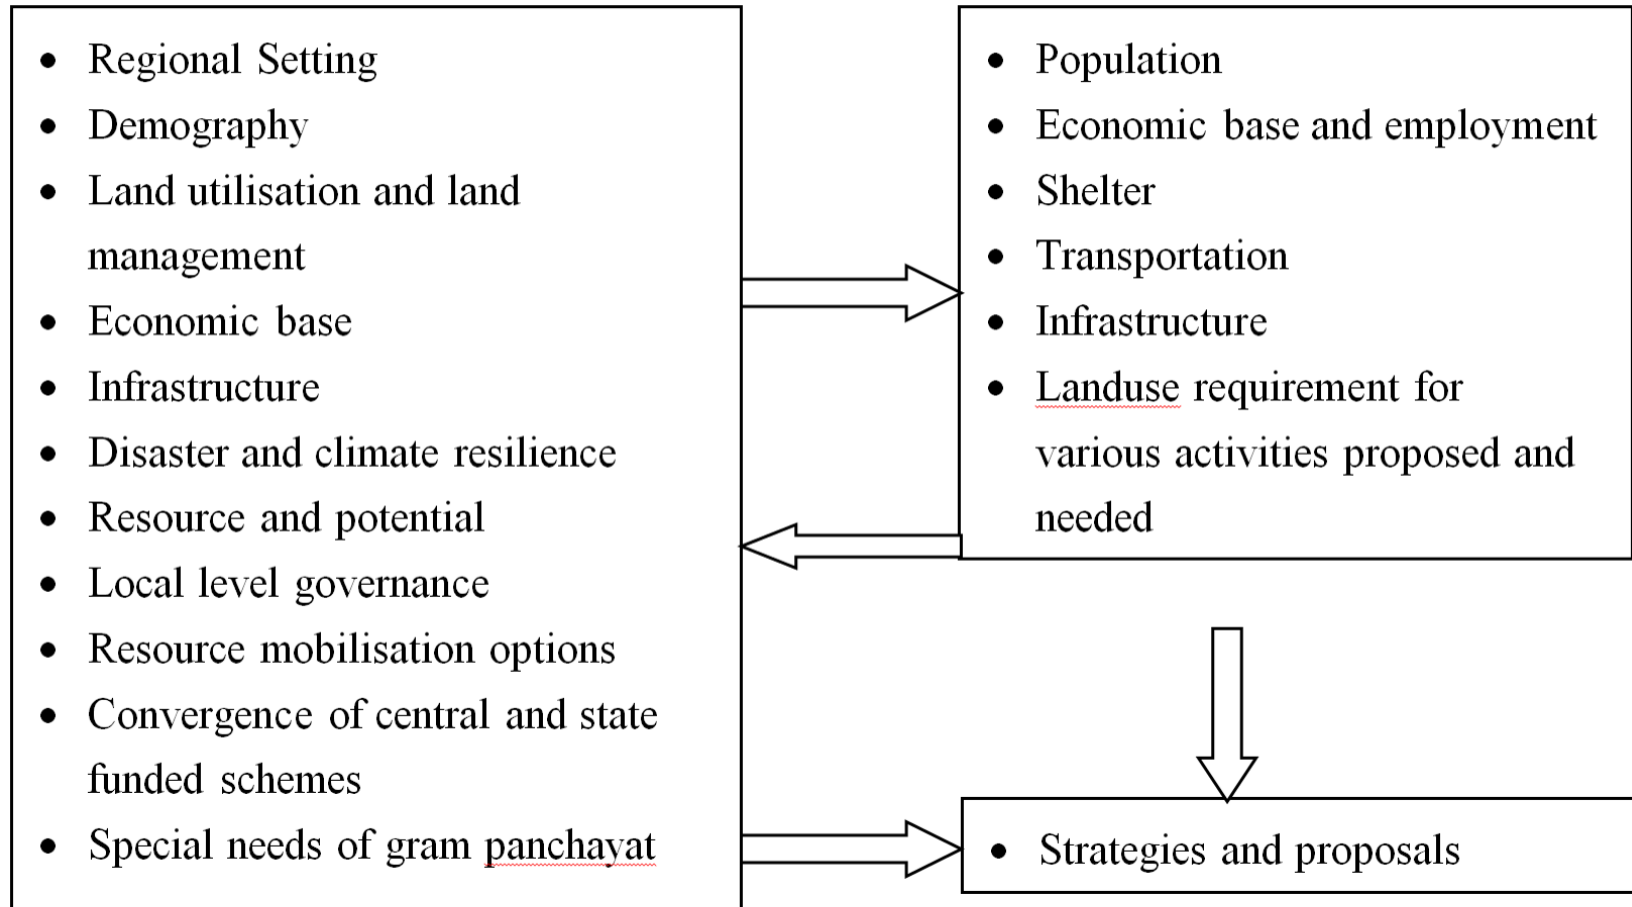 • Regional Setting
• Demography
• Land utilisation and land
management
• Economic base
• Infrastructure
• Disaster and climate resilience
• Resource and potential
• Local level governance
• Resource mobilisation options
• Convergence of central and state
funded schemes
• Special needs of gram panchayat
• Population
• Economic base and employment
• Shelter
• Transportation
• Infrastructure
• Landuse requirement for
various activities proposed and
needed
• Strategies and proposals